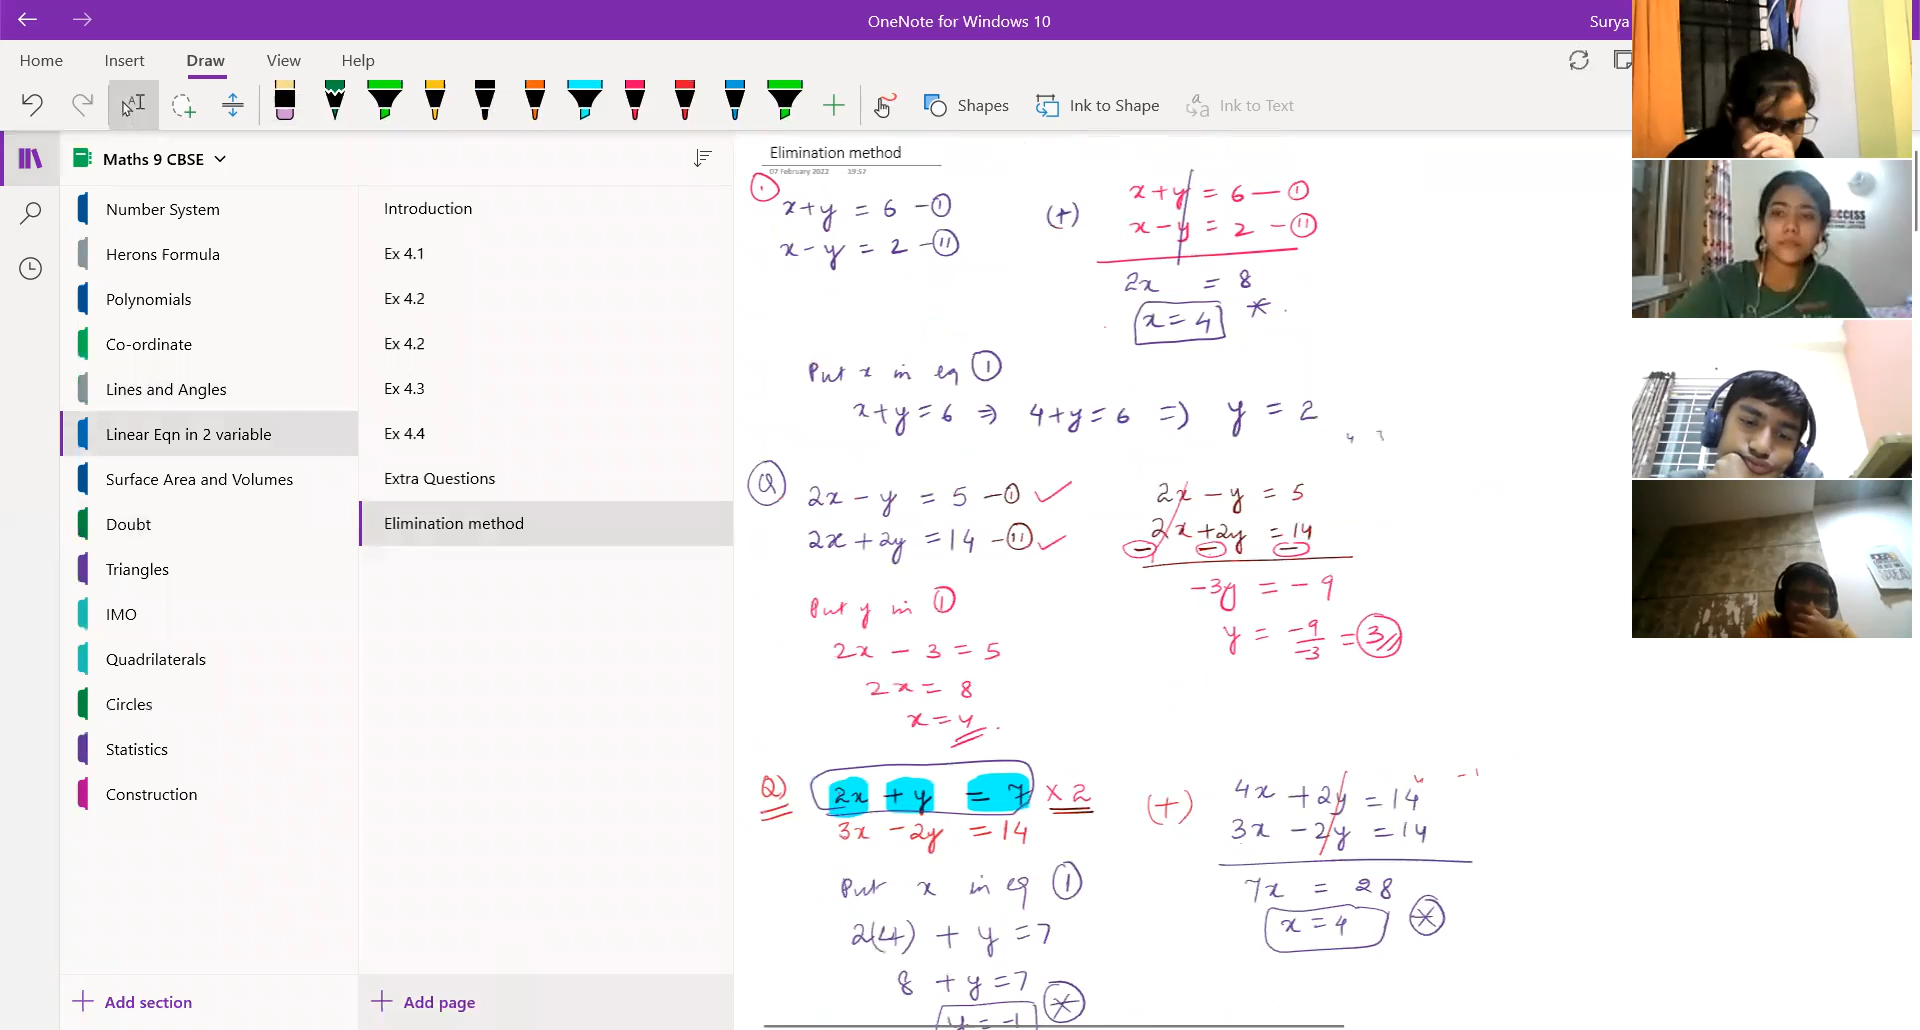 OneNote for Windows 10
Surya
Home
Insert
Draw
View
Help
Shapes
Ink to Shape
Ink to Text
Maths 9 CBSE
Number System
Herons Formula
Polynomials
Co-ordinate
Lines and Angles
Linear Eqn in 2 variable
Surface Area and Volumes
Doubt
Triangles
IMO
Quadrilaterals
Circles
Statistics
Construction
Add section
Introduction
Ex 4.1
Ex 4.2
Ex 4.2
Ex 4.3
Ex 4.4
Extra Questions
Elimination method
Add page
Elimination method
07 February 2022 19:57
x+y = 6 -①
x-y = 2 -⑪
(+)
x+y = 6 — ①
x-y = 2 -⑪
2x = 8
x = 4 *
Put x in eq ①
x+y=6 ⇒ 4+y=6 ⇒ y = 2
Q
2x - y = 5 -① ✓
2x + 2y = 14 -⑪ ✓
2x - y = 5
2x + 2y = 14
- - -
-3y = -9
y = -9/-3 = 3
Put y in ①
2x - 3 = 5
2x = 8
x = 4
Q) 2x + y = 7 × 2
3x - 2y = 14
(+)
4x + 2y = 14
3x - 2y = 14
7x = 28
x = 4 *
Put x in eq ①
2(4) + y = 7
8 + y = 7
y = -1 *